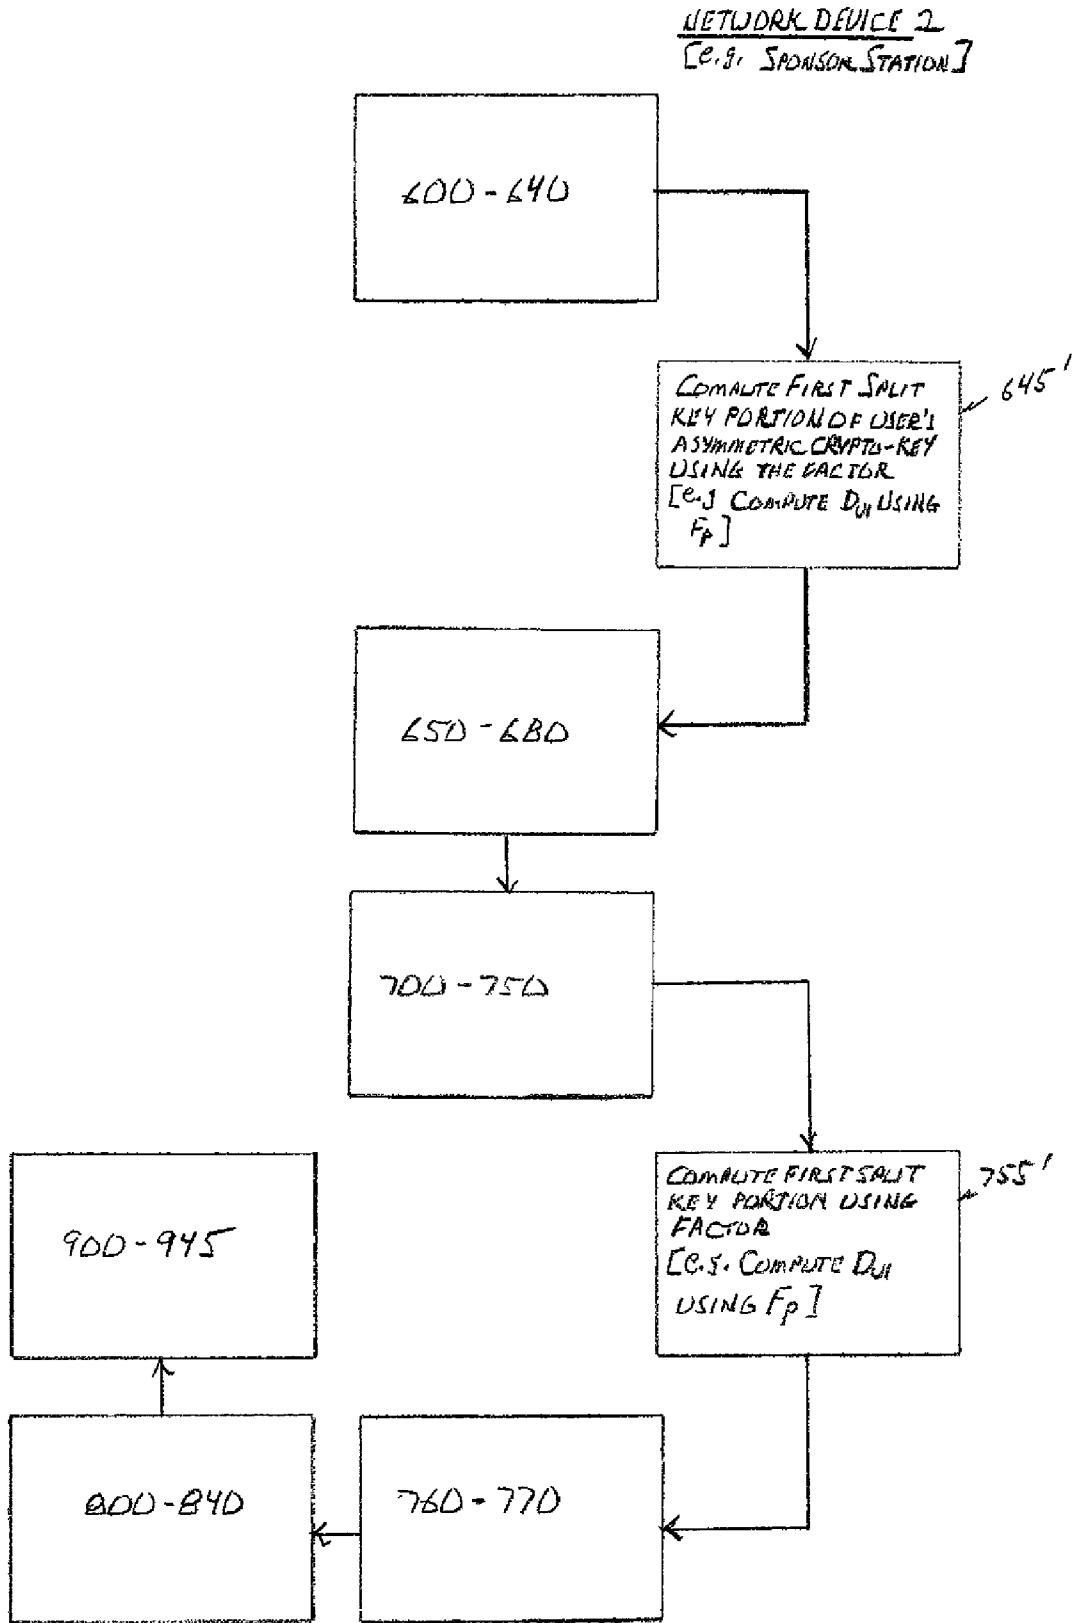 NETWORK DEVICE 2
[e.g. SPONSOR STATION]
600-640
COMPUTE FIRST SPLIT
KEY PORTION OF USER'S
ASYMMETRIC CRYPTO-KEY
USING THE FACTOR
[e.g COMPUTE DU1 USING
FP]
645'
650-680
700-750
COMPUTE FIRST SPLIT
KEY PORTION USING
FACTOR
[e.g. COMPUTE DU1
USING FP]
755'
900-945
800-840
760-770